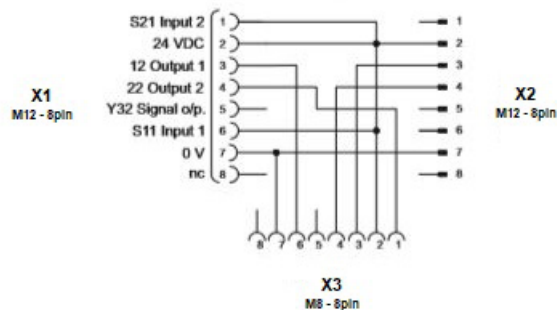 S21 Input 2 1 1
24 VDC 2 2
12 Output 1 3 3
22 Output 2 4 4
Y32 Signal o/p. 5 5
S11 Input 1 6 6
0 V 7 7
nc 8 8
X1
M12 - 8pin
X2
M12 - 8pin
8 7 6 5 4 3 2 1
X3
M8 - 8pin